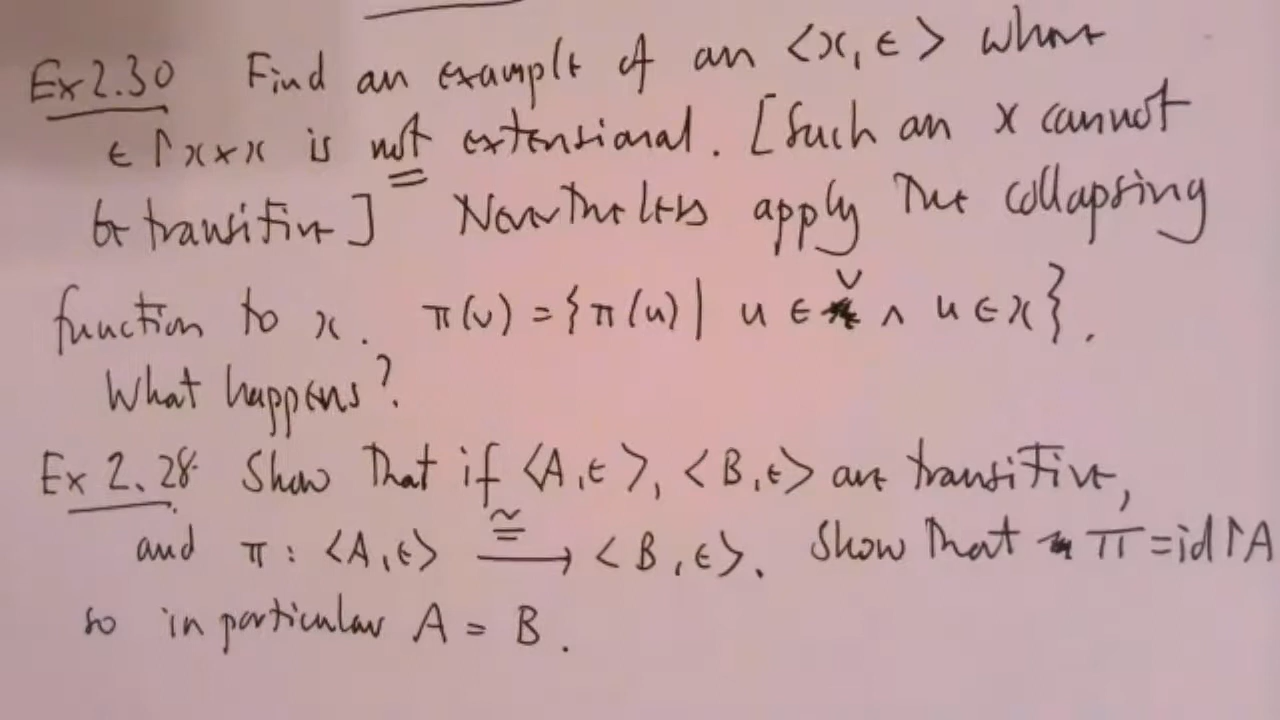 Ex 2.30 Find an example of an <x, ∈> where
∈↾x×x is not extensional. [Such an x cannot
be transitive] Nevertheless apply the collapsing
function to x. π(v) = {π(u) | u ∈ v ∧ u ∈ x}.
What happens?
Ex 2.28 Show that if <A, ∈>, <B, ∈> are transitive,
and π : <A, ∈> ≅⟶ <B, ∈>. Show that π = id↾A
so in particular A = B.